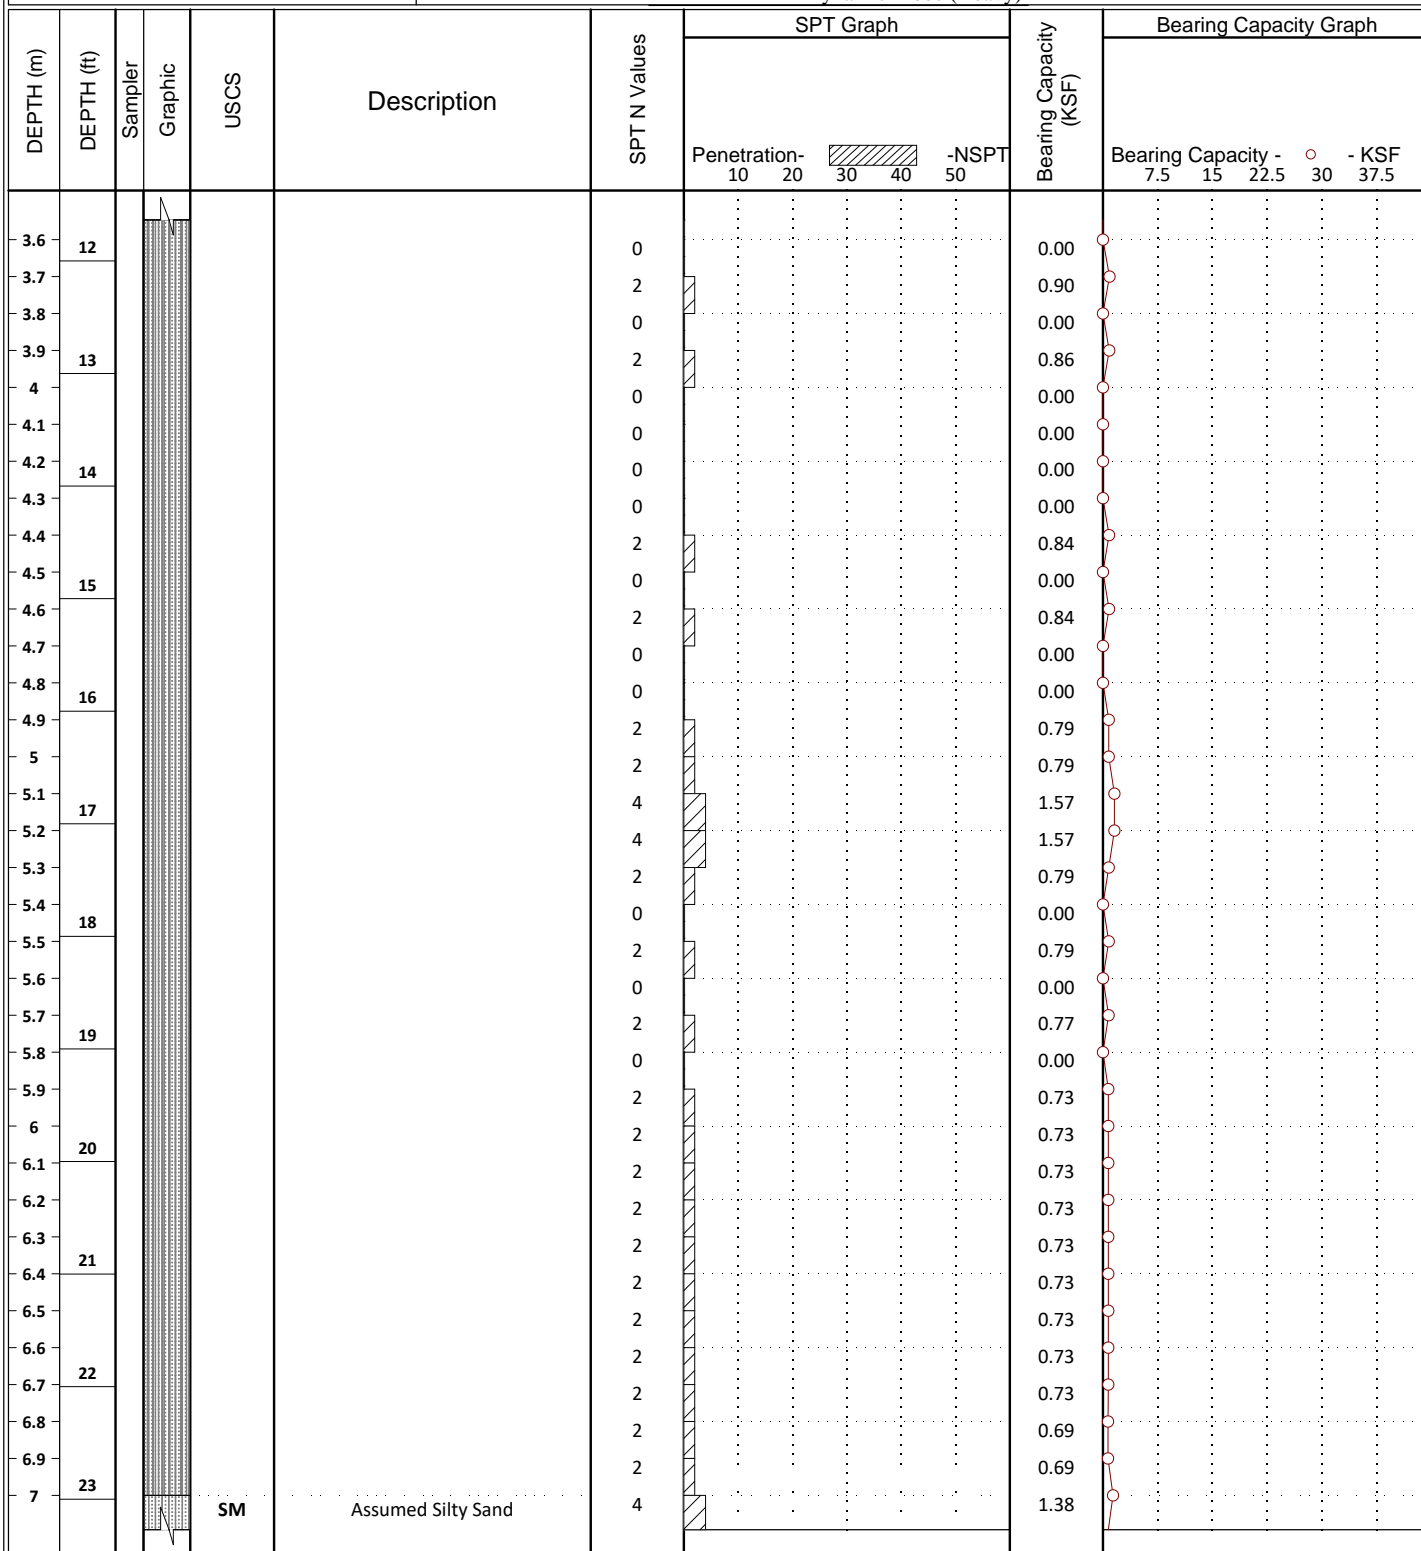 SPT Graph
Bearing Capacity Graph
DEPTH (m)
DEPTH (ft)
Sampler
Graphic
USCS
Description
SPT N Values
Bearing Capacity
(KSF)
Penetration- -NSPT
10 20 30 40 50
Bearing Capacity - - KSF
7.5 15 22.5 30 37.5
3.6 12 0 0.00
3.7 2 0.90
3.8 0 0.00
3.9 13 2 0.86
4 0 0.00
4.1 0 0.00
4.2 14 0 0.00
4.3 0 0.00
4.4 2 0.84
4.5 15 0 0.00
4.6 2 0.84
4.7 0 0.00
4.8 16 0 0.00
4.9 2 0.79
5 2 0.79
5.1 17 4 1.57
5.2 4 1.57
5.3 2 0.79
5.4 18 0 0.00
5.5 2 0.79
5.6 0 0.00
5.7 19 2 0.77
5.8 0 0.00
5.9 2 0.73
6 20 2 0.73
6.1 2 0.73
6.2 2 0.73
6.3 21 2 0.73
6.4 2 0.73
6.5 2 0.73
6.6 22 2 0.73
6.7 2 0.73
6.8 2 0.69
6.9 23 2 0.69
7 SM Assumed Silty Sand 4 1.38